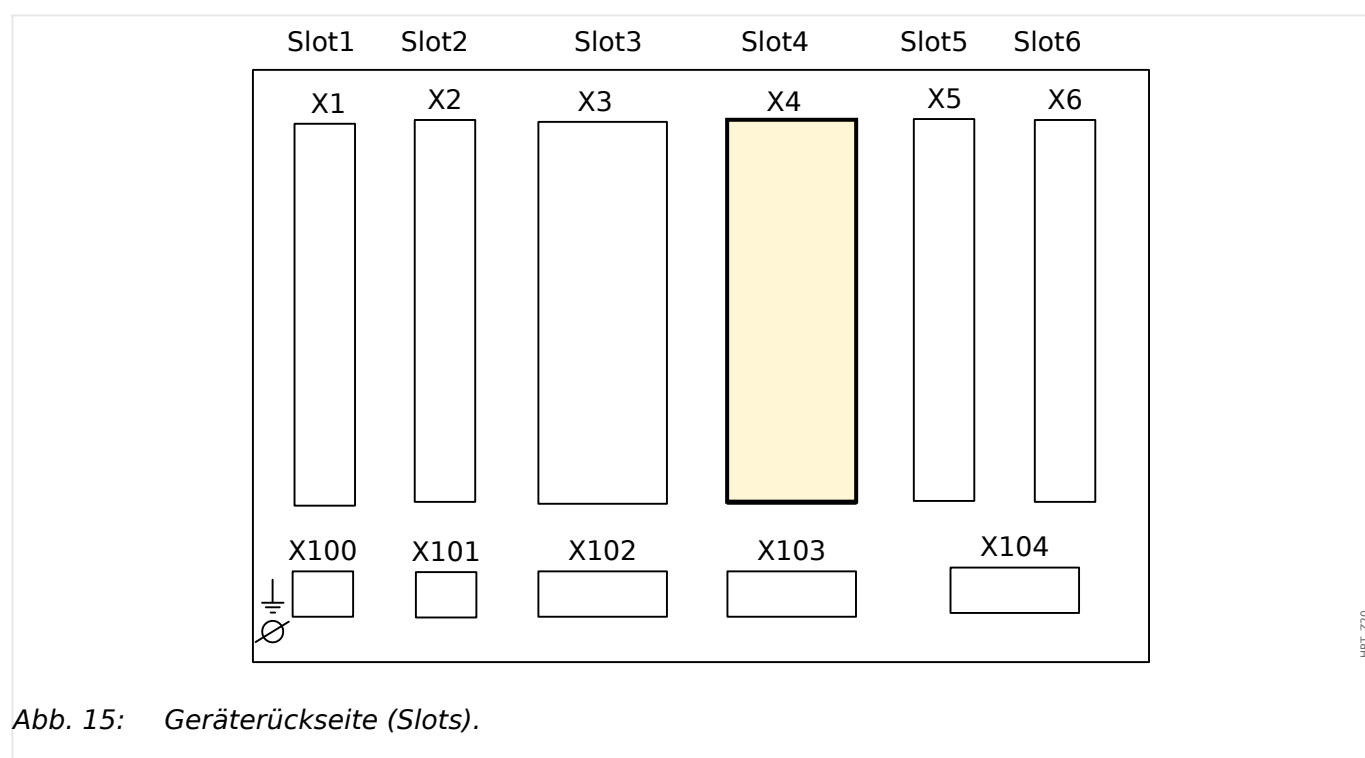 Slot1 Slot2 Slot3 Slot4 Slot5 Slot6
X1 X2 X3 X4 X5 X6
X100 X101 X102 X103 X104
Abb. 15: Geräterückseite (Slots).